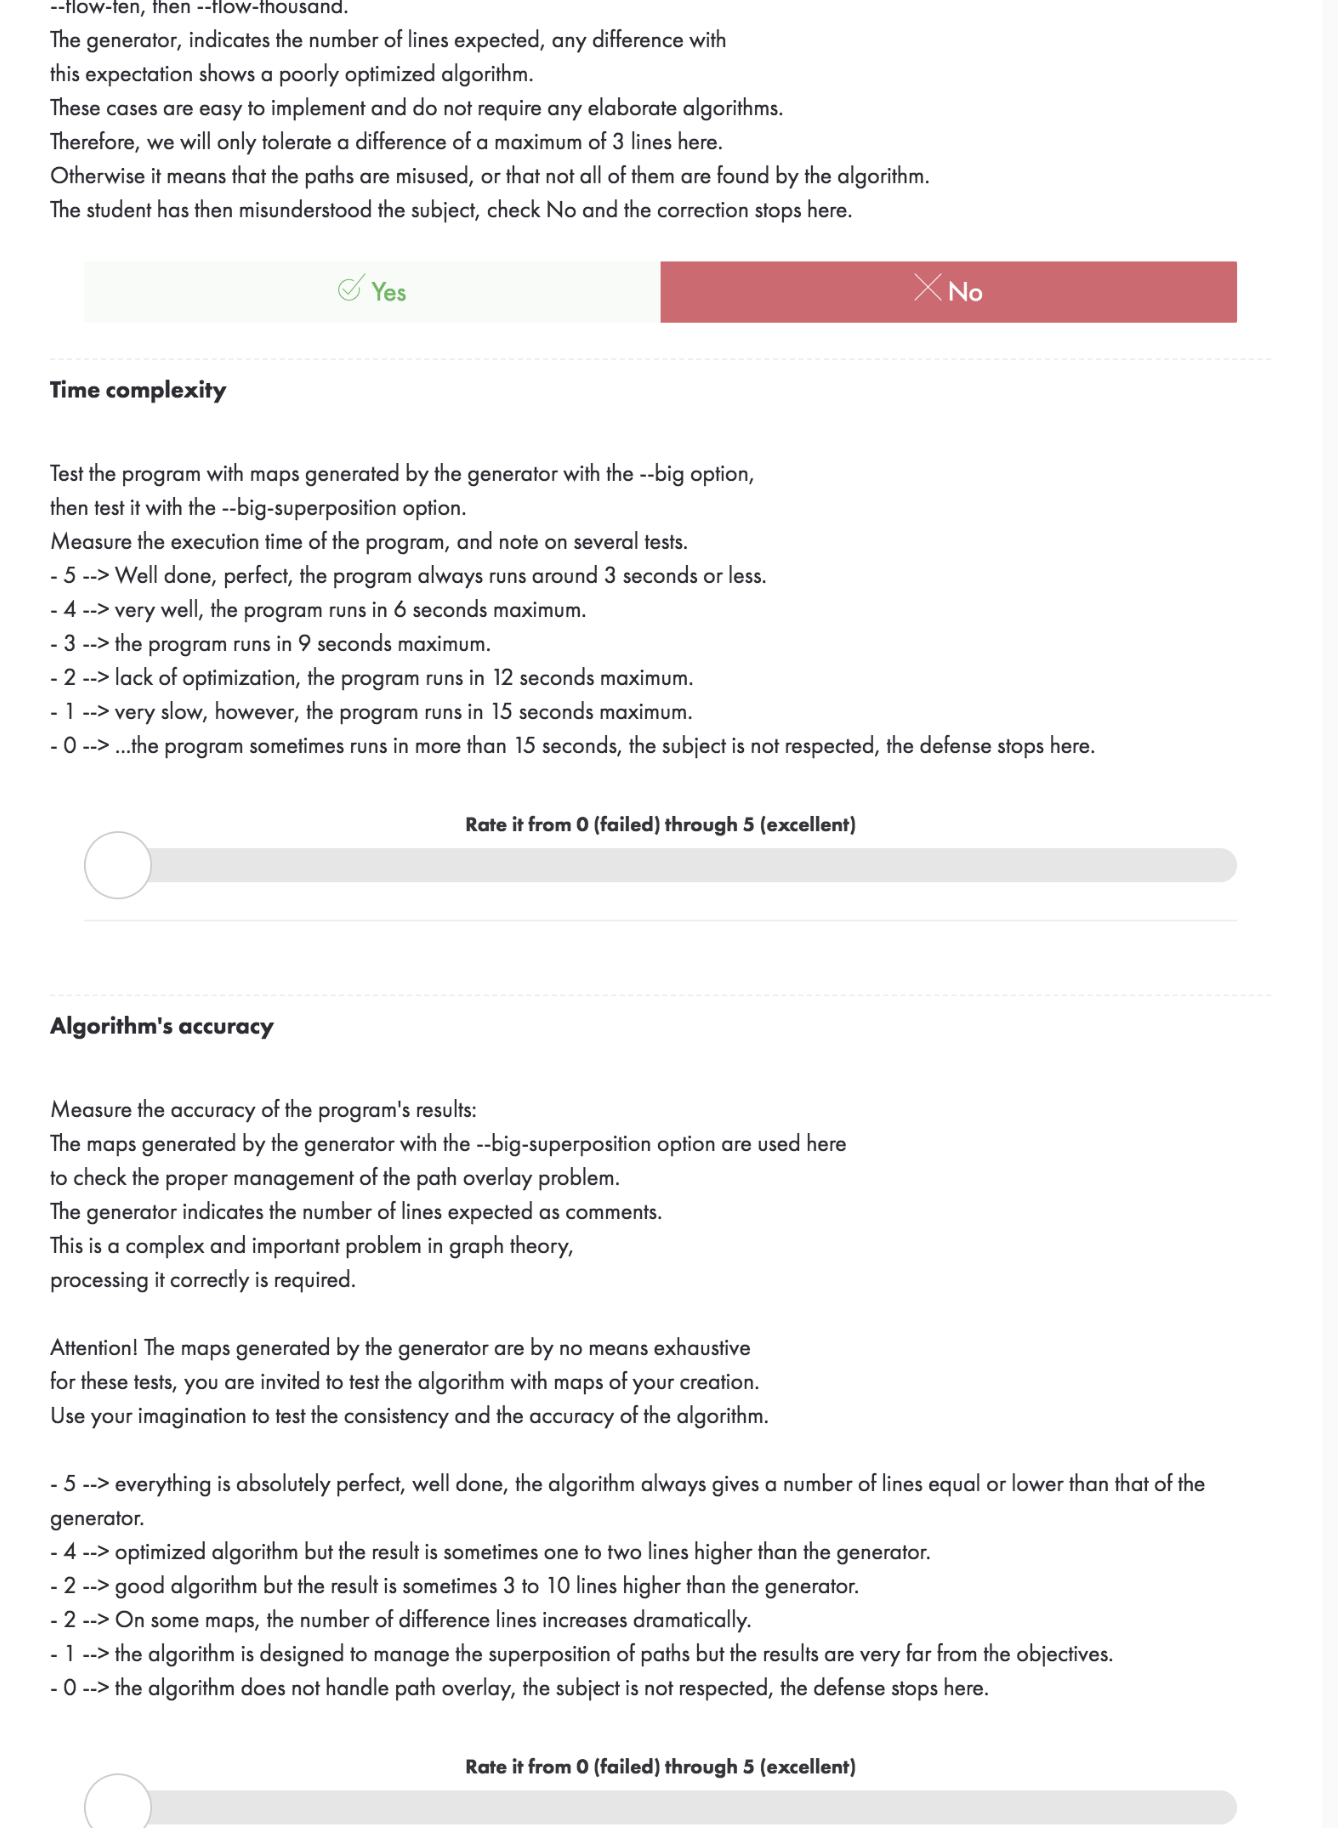 --flow-ten, then --flow-thousand.
The generator, indicates the number of lines expected, any difference with
this expectation shows a poorly optimized algorithm.
These cases are easy to implement and do not require any elaborate algorithms.
Therefore, we will only tolerate a difference of a maximum of 3 lines here.
Otherwise it means that the paths are misused, or that not all of them are found by the algorithm.
The student has then misunderstood the subject, check No and the correction stops here.
Yes
No
Time complexity
Test the program with maps generated by the generator with the --big option,
then test it with the --big-superposition option.
Measure the execution time of the program, and note on several tests.
- 5 --> Well done, perfect, the program always runs around 3 seconds or less.
- 4 --> very well, the program runs in 6 seconds maximum.
- 3 --> the program runs in 9 seconds maximum.
- 2 --> lack of optimization, the program runs in 12 seconds maximum.
- 1 --> very slow, however, the program runs in 15 seconds maximum.
- 0 --> ...the program sometimes runs in more than 15 seconds, the subject is not respected, the defense stops here.
Rate it from 0 (failed) through 5 (excellent)
Algorithm's accuracy
Measure the accuracy of the program's results:
The maps generated by the generator with the --big-superposition option are used here
to check the proper management of the path overlay problem.
The generator indicates the number of lines expected as comments.
This is a complex and important problem in graph theory,
processing it correctly is required.
Attention! The maps generated by the generator are by no means exhaustive
for these tests, you are invited to test the algorithm with maps of your creation.
Use your imagination to test the consistency and the accuracy of the algorithm.
- 5 --> everything is absolutely perfect, well done, the algorithm always gives a number of lines equal or lower than that of the
generator.
- 4 --> optimized algorithm but the result is sometimes one to two lines higher than the generator.
- 2 --> good algorithm but the result is sometimes 3 to 10 lines higher than the generator.
- 2 --> On some maps, the number of difference lines increases dramatically.
- 1 --> the algorithm is designed to manage the superposition of paths but the results are very far from the objectives.
- 0 --> the algorithm does not handle path overlay, the subject is not respected, the defense stops here.
Rate it from 0 (failed) through 5 (excellent)